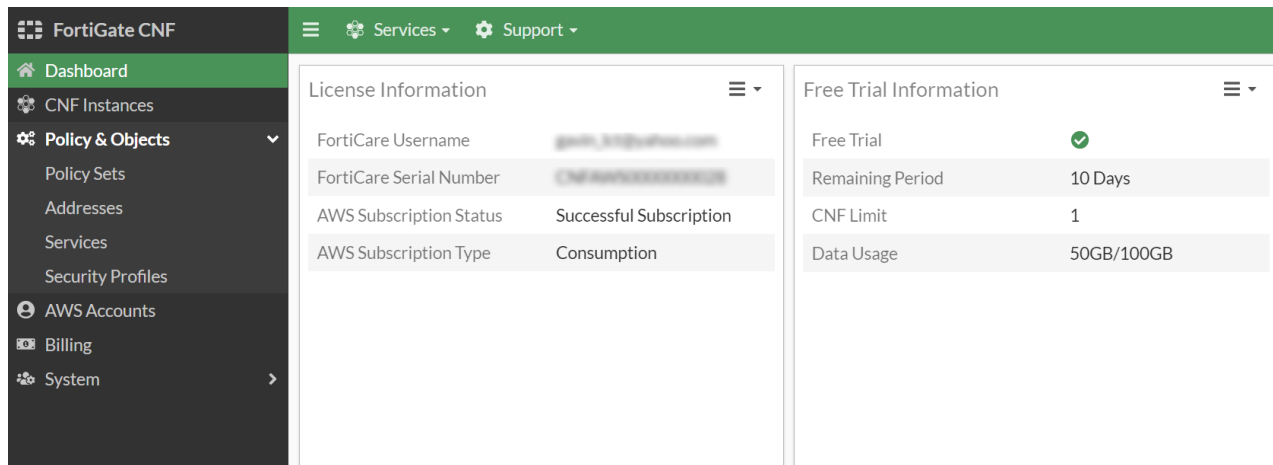 FortiGate CNF
Services
Support
Dashboard
CNF Instances
Policy & Objects
Policy Sets
Addresses
Services
Security Profiles
AWS Accounts
Billing
System
License Information
FortiCare Username
FortiCare Serial Number
AWS Subscription Status Successful Subscription
AWS Subscription Type Consumption
Free Trial Information
Free Trial
Remaining Period 10 Days
CNF Limit 1
Data Usage 50GB/100GB